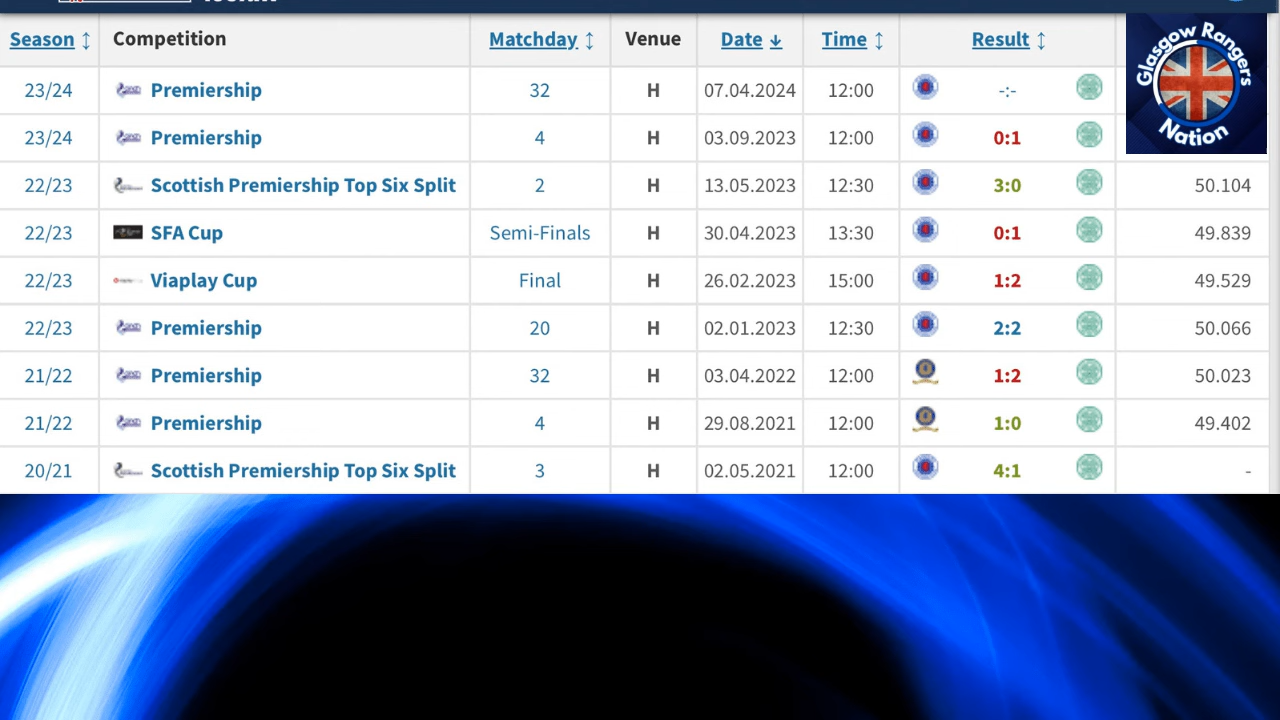 Season ↕ Competition Matchday ↕ Venue Date ↓ Time ↕ Result ↕
Glasgow Rangers
Nation
23/24 Premiership 32 H 07.04.2024 12:00 -:-
23/24 Premiership 4 H 03.09.2023 12:00 0:1
22/23 Scottish Premiership Top Six Split 2 H 13.05.2023 12:30 3:0 50.104
22/23 SFA Cup Semi-Finals H 30.04.2023 13:30 0:1 49.839
22/23 Viaplay Cup Final H 26.02.2023 15:00 1:2 49.529
22/23 Premiership 20 H 02.01.2023 12:30 2:2 50.066
21/22 Premiership 32 H 03.04.2022 12:00 1:2 50.023
21/22 Premiership 4 H 29.08.2021 12:00 1:0 49.402
20/21 Scottish Premiership Top Six Split 3 H 02.05.2021 12:00 4:1 -